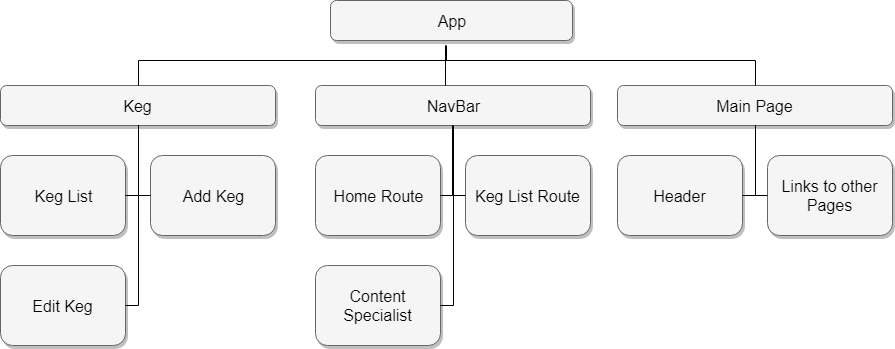 App
Keg
NavBar
Main Page
Keg List
Add Keg
Home Route
Keg List Route
Header
Links to other
Pages
Edit Keg
Content
Specialist